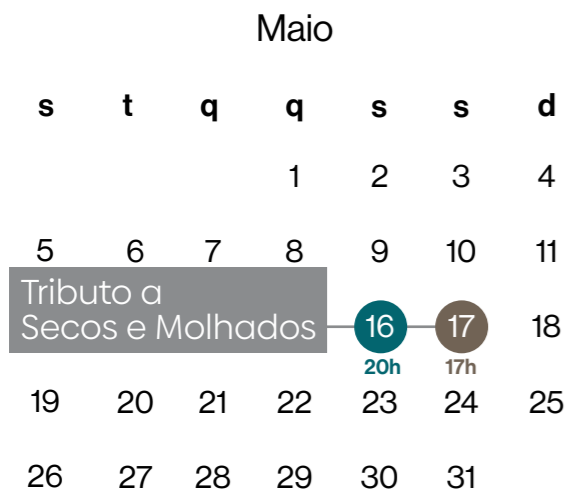 Maio
s t q q s s d
1 2 3 4
5 6 7 8 9 10 11
Tributo a
Secos e Molhados 16 17 18
20h 17h
19 20 21 22 23 24 25
26 27 28 29 30 31